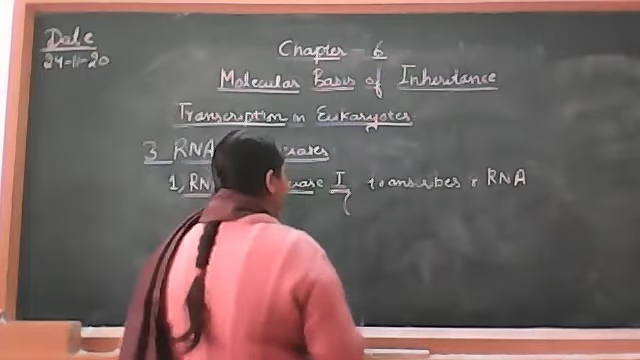 Date
24-11-20
Chapter - 6
Molecular Basis of Inheritance
Transcription in Eukaryotes
3 RNA
1, RN I transcribes r RNA